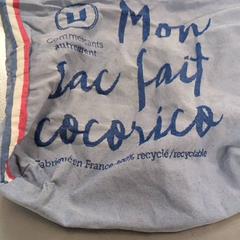 U
Commerçants
autrement
Mon
sac fait
cocorico
Fabriqué en France-100% recyclé/recyclable